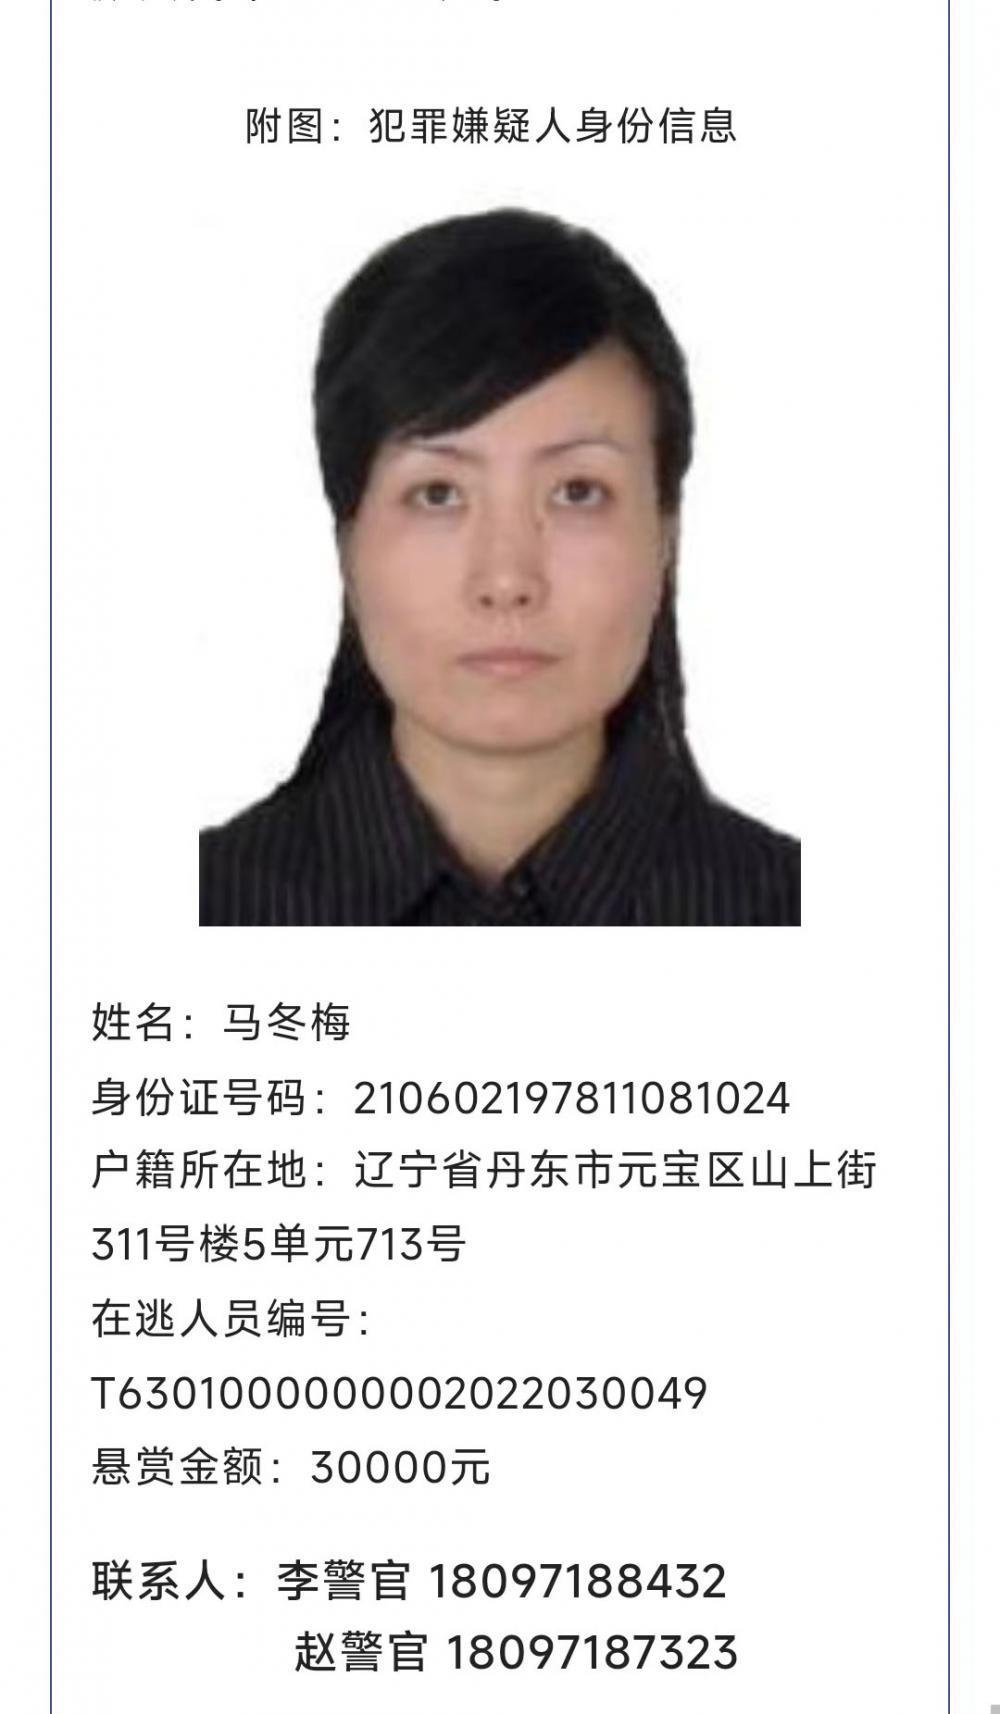 附图：犯罪嫌疑人身份信息
姓名：马冬梅
身份证号码：210602197811081024
户籍所在地：辽宁省丹东市元宝区山上街
311号楼5单元713号
在逃人员编号：
T6301000000002022030049
悬赏金额：30000元
联系人：李警官 18097188432
赵警官 18097187323